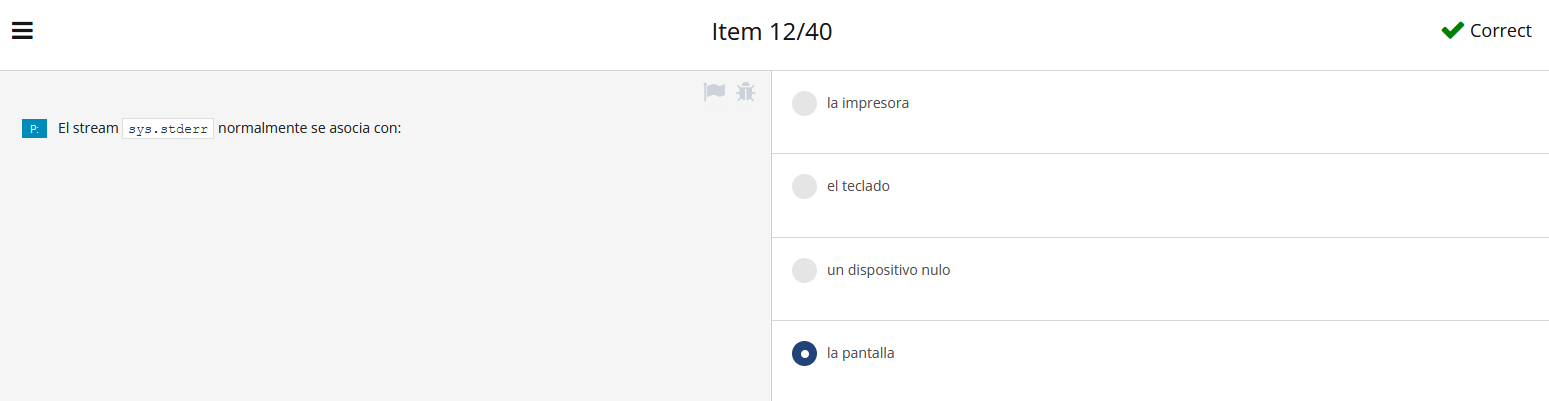 Item 12/40
Correct
P: El stream sys.stderr normalmente se asocia con:
la impresora
el teclado
un dispositivo nulo
la pantalla